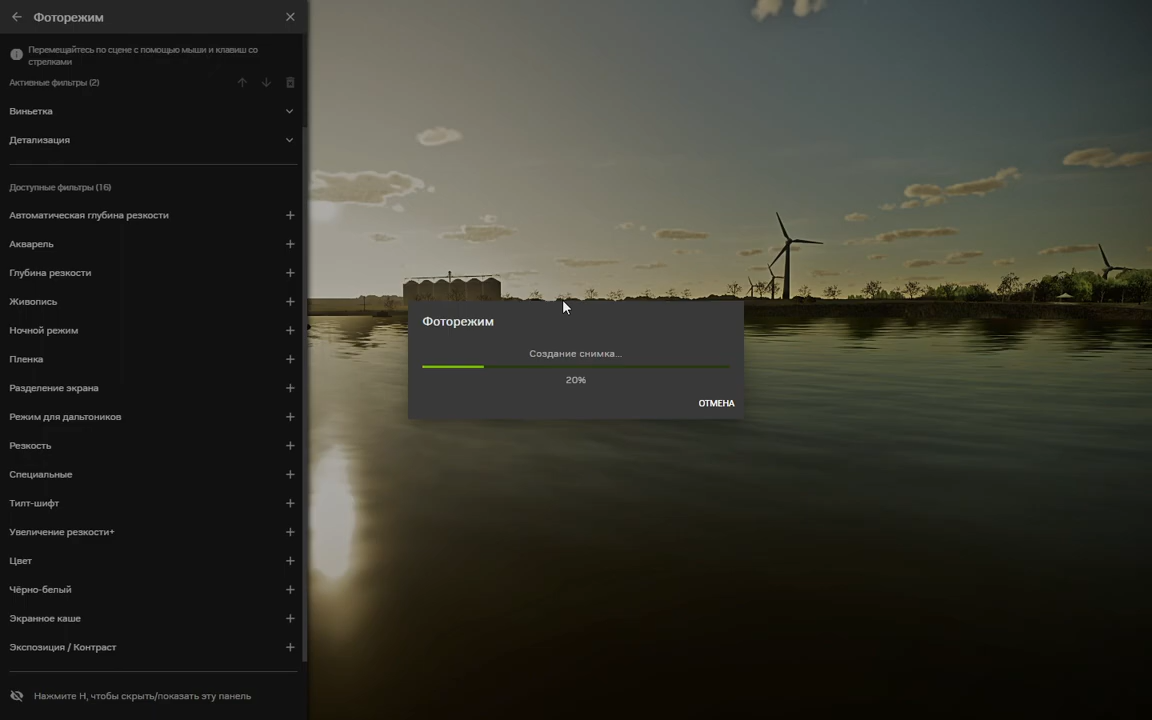 Фоторежим
Перемещайтесь по сцене с помощью мыши и клавиш со
стрелками
Активные фильтры (2)
Виньетка
Детализация
Доступные фильтры (16)
Автоматическая глубина резкости
Акварель
Глубина резкости
Живопись
Ночной режим
Пленка
Разделение экрана
Режим для дальтоников
Резкость
Специальные
Тилт-шифт
Увеличение резкости+
Цвет
Чёрно-белый
Экранное каше
Экспозиция / Контраст
Нажмите H, чтобы скрыть/показать эту панель
Фоторежим
Создание снимка...
20%
ОТМЕНА